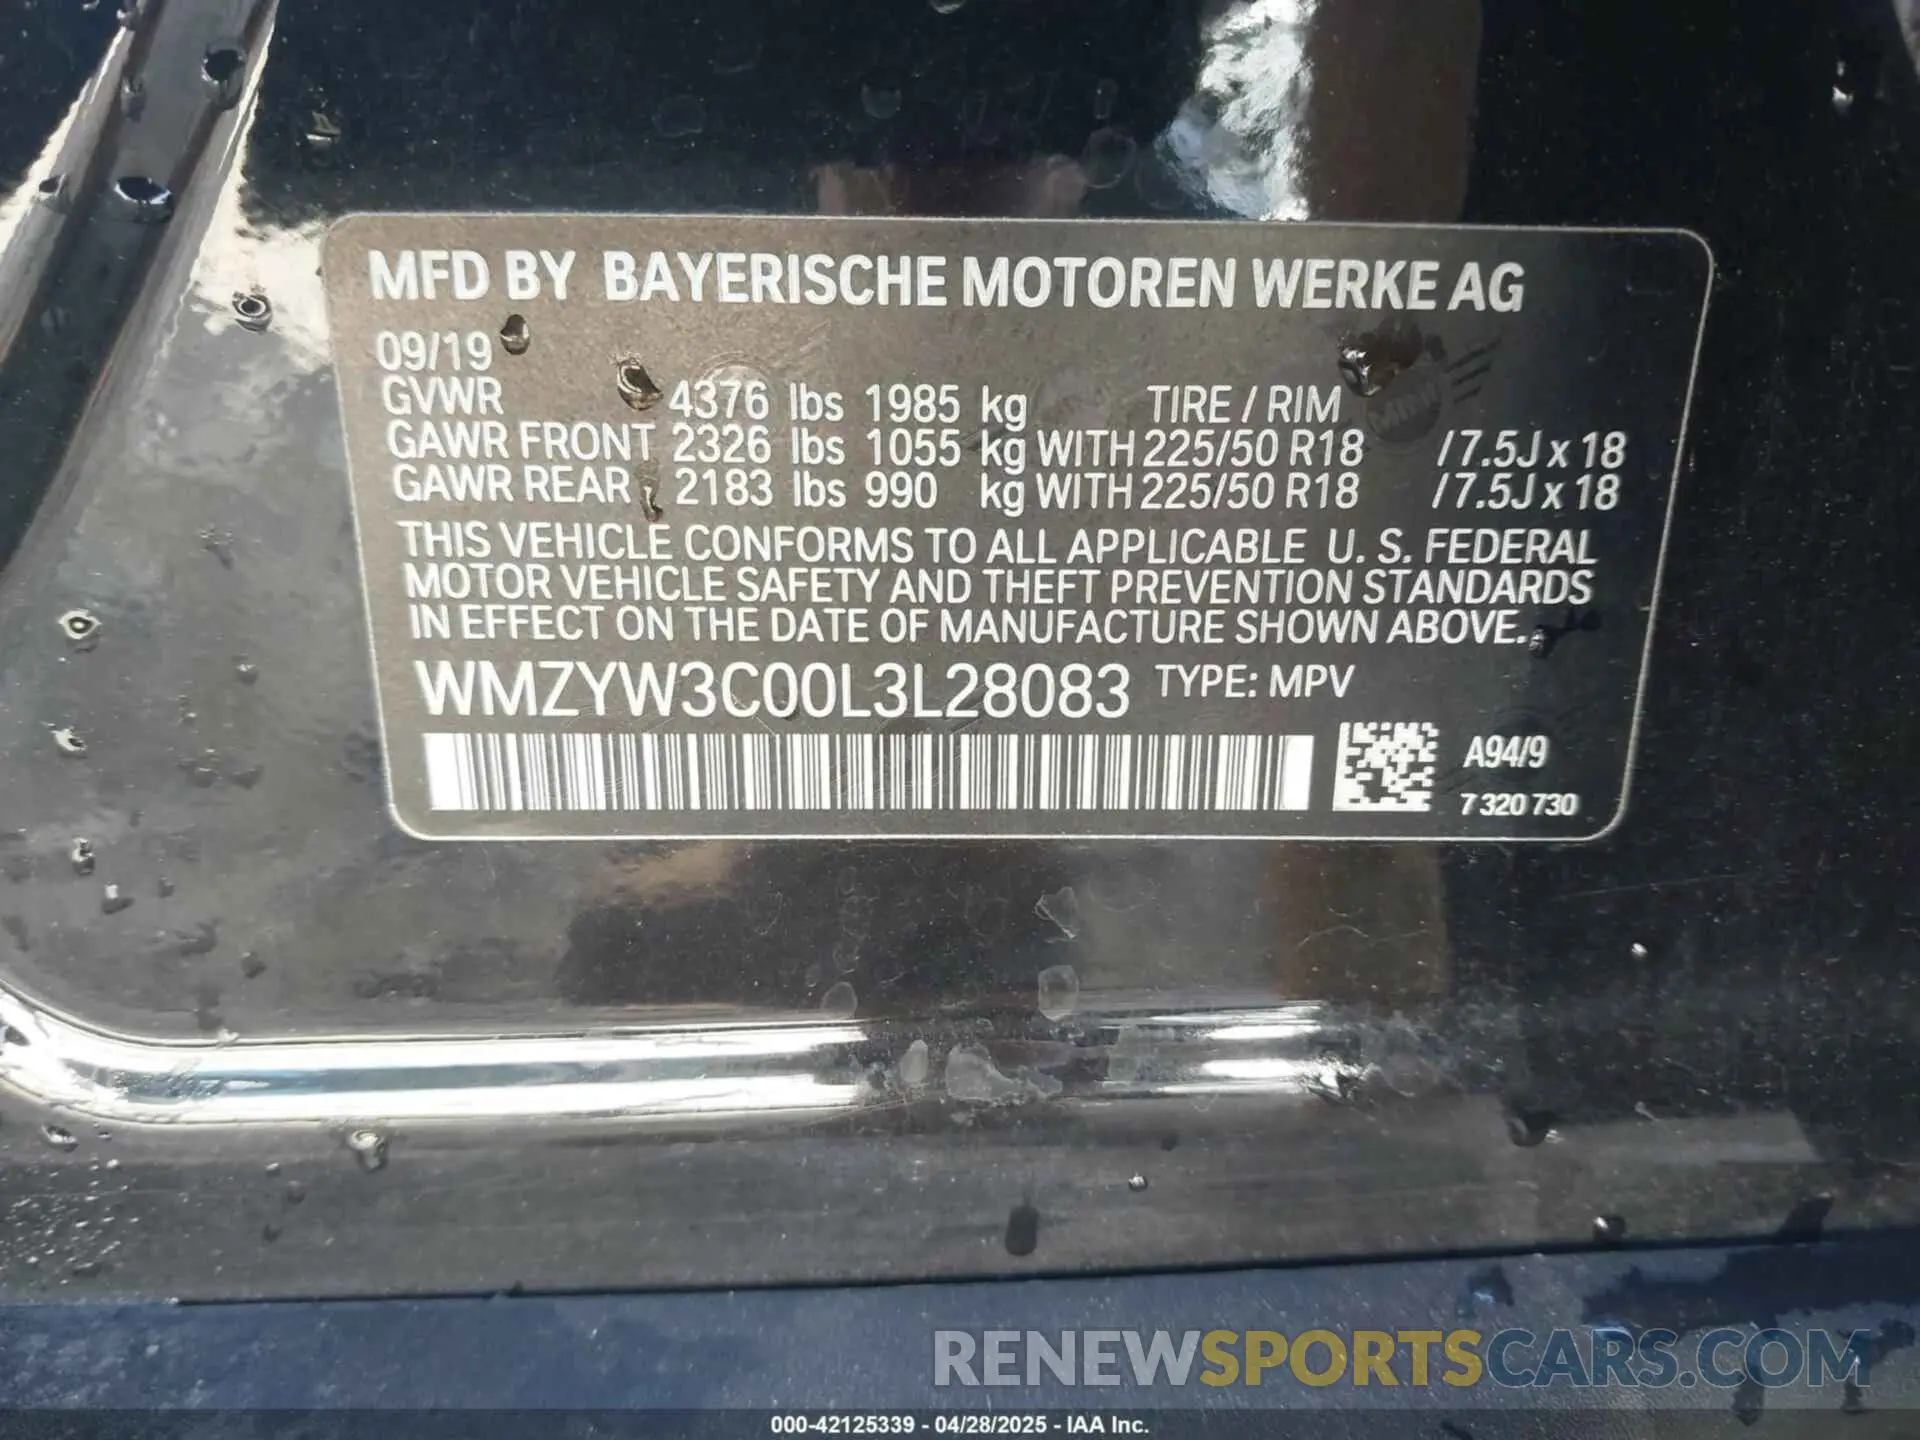 MFD BY BAYERISCHE MOTOREN WERKE AG
09/19
GVWR 4376 lbs 1985 kg TIRE / RIM
GAWR FRONT 2326 lbs 1055 kg WITH 225/50 R18 / 7.5J x 18
GAWR REAR 2183 lbs 990 kg WITH 225/50 R18 / 7.5J x 18
THIS VEHICLE CONFORMS TO ALL APPLICABLE U. S. FEDERAL
MOTOR VEHICLE SAFETY AND THEFT PREVENTION STANDARDS
IN EFFECT ON THE DATE OF MANUFACTURE SHOWN ABOVE.
WMZYW3C00L3L28083 TYPE: MPV
A94/9
7 320 730
RENEWSPORTSCARS.COM
000-42125339 - 04/28/2025 - IAA Inc.